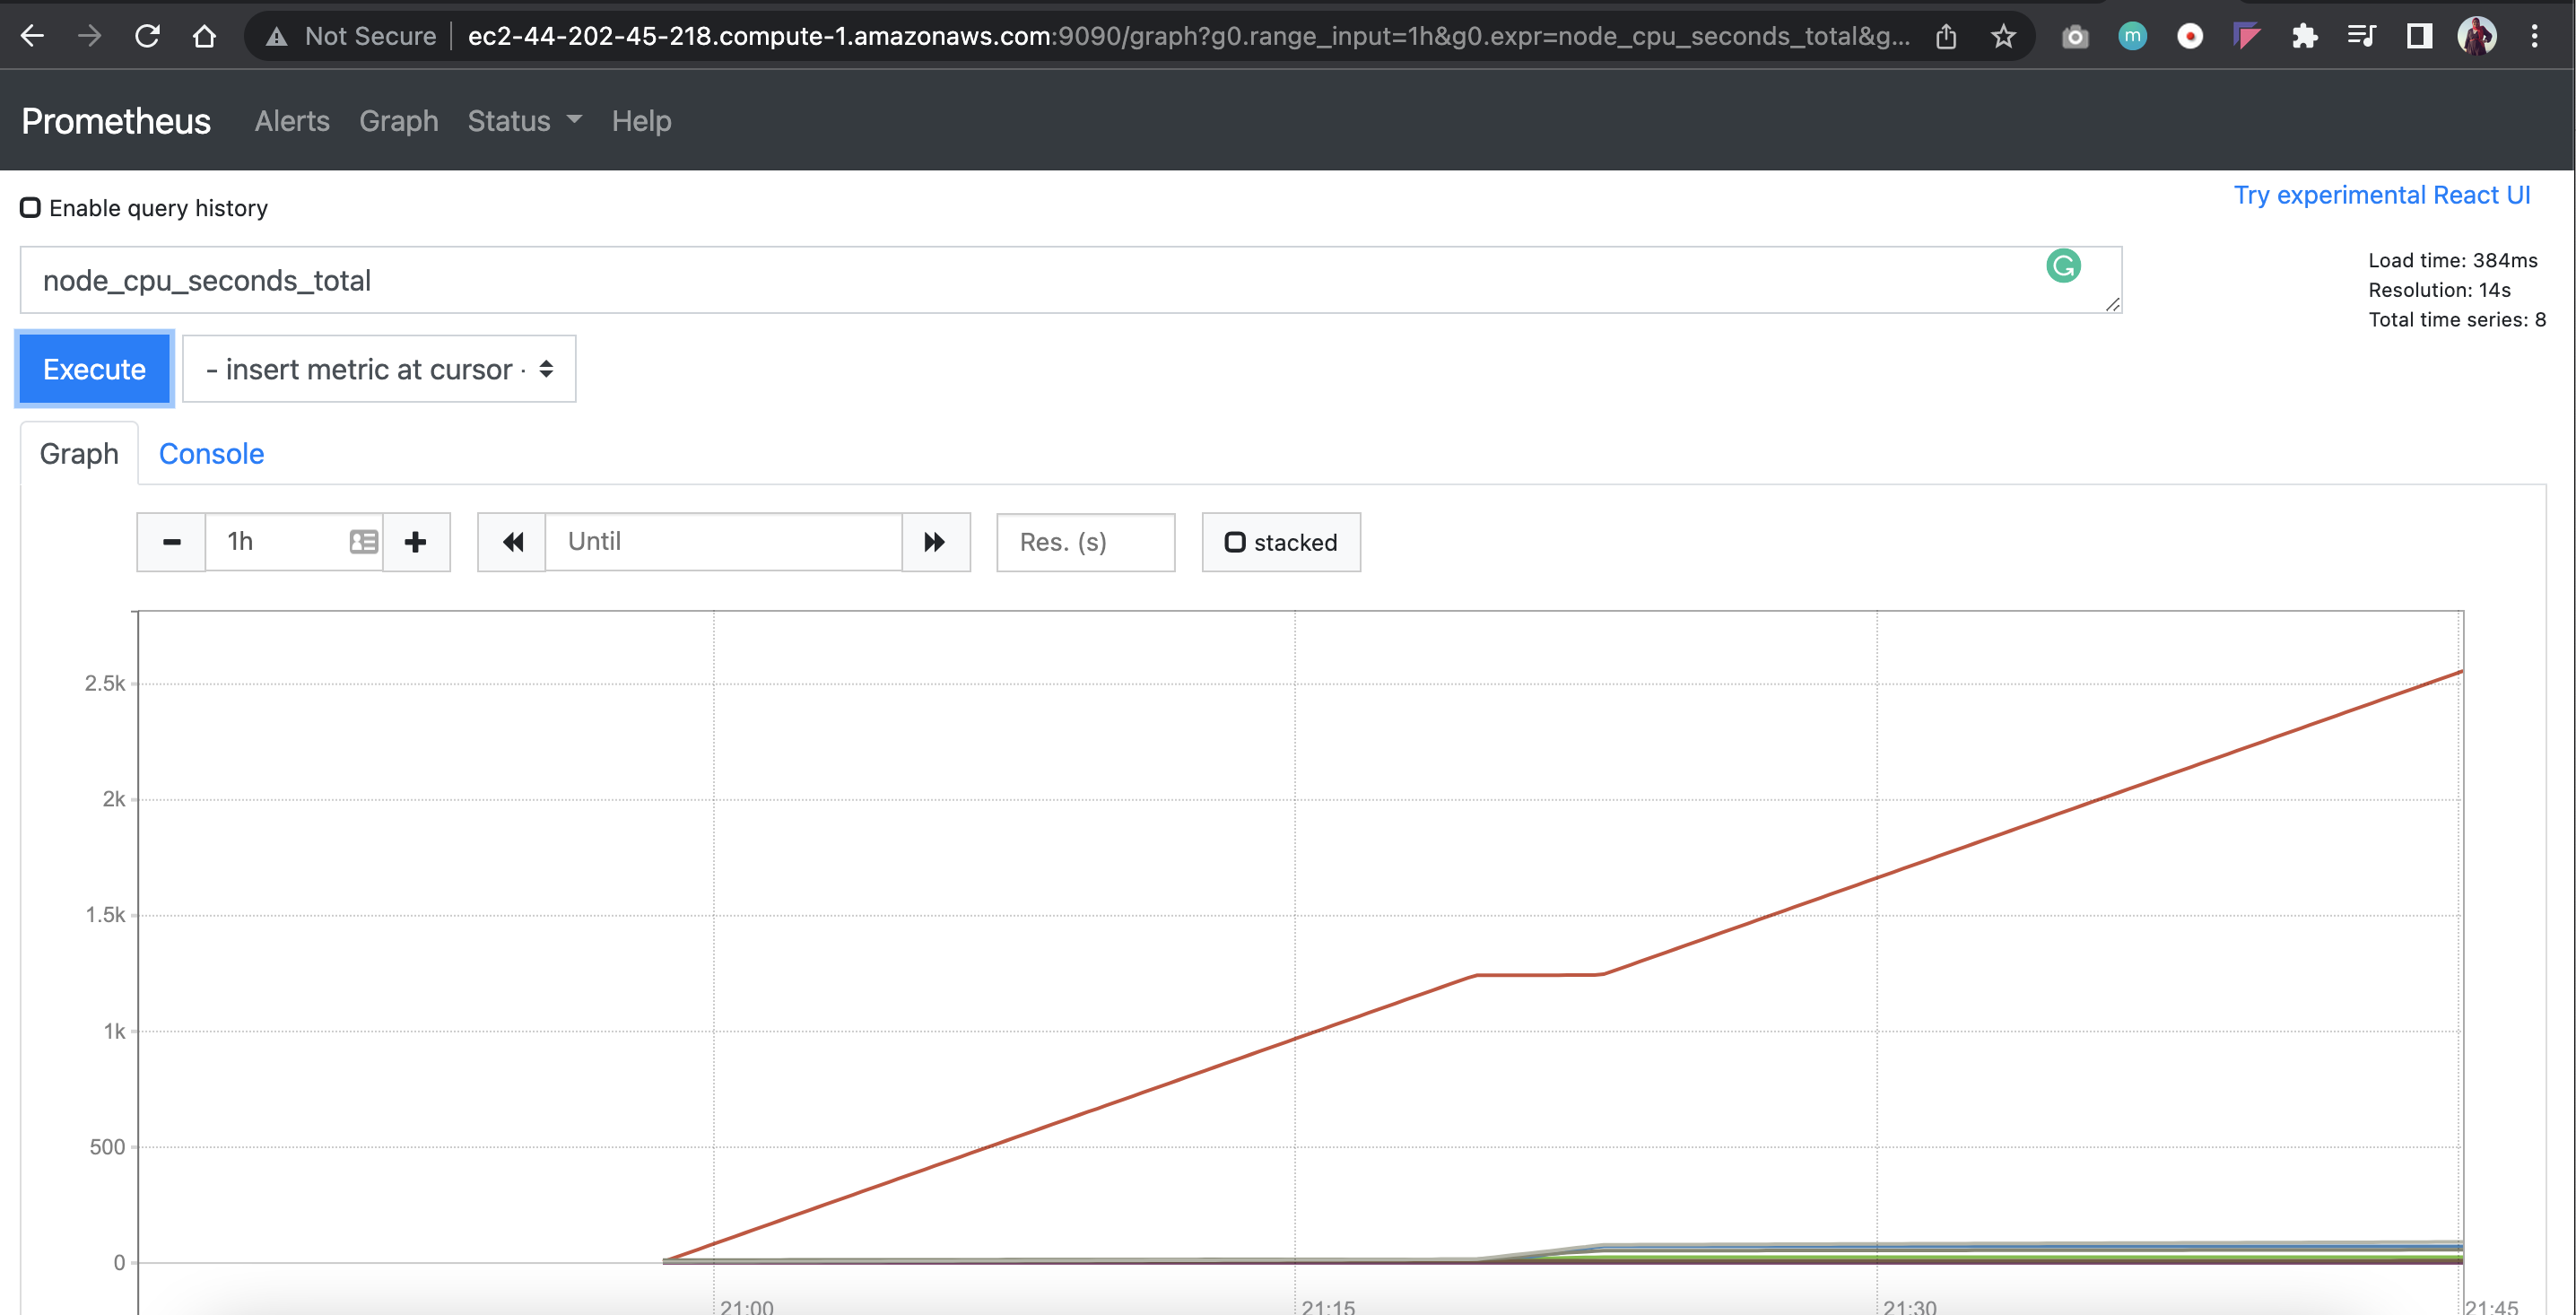 Not Secure ec2-44-202-45-218.compute-1.amazonaws.com:9090/graph?g0.range_input=1h&g0.expr=node_cpu_seconds_total&g...
m
Prometheus Alerts Graph Status Help
Try experimental React UI
Enable query history
node_cpu_seconds_total
Load time: 384ms
Resolution: 14s
Total time series: 8
Execute - insert metric at cursor -
Graph Console
1h Until Res. (s) stacked
2.5k
2k
1.5k
1k
500
0
21:00 21:15 21:30 21:45